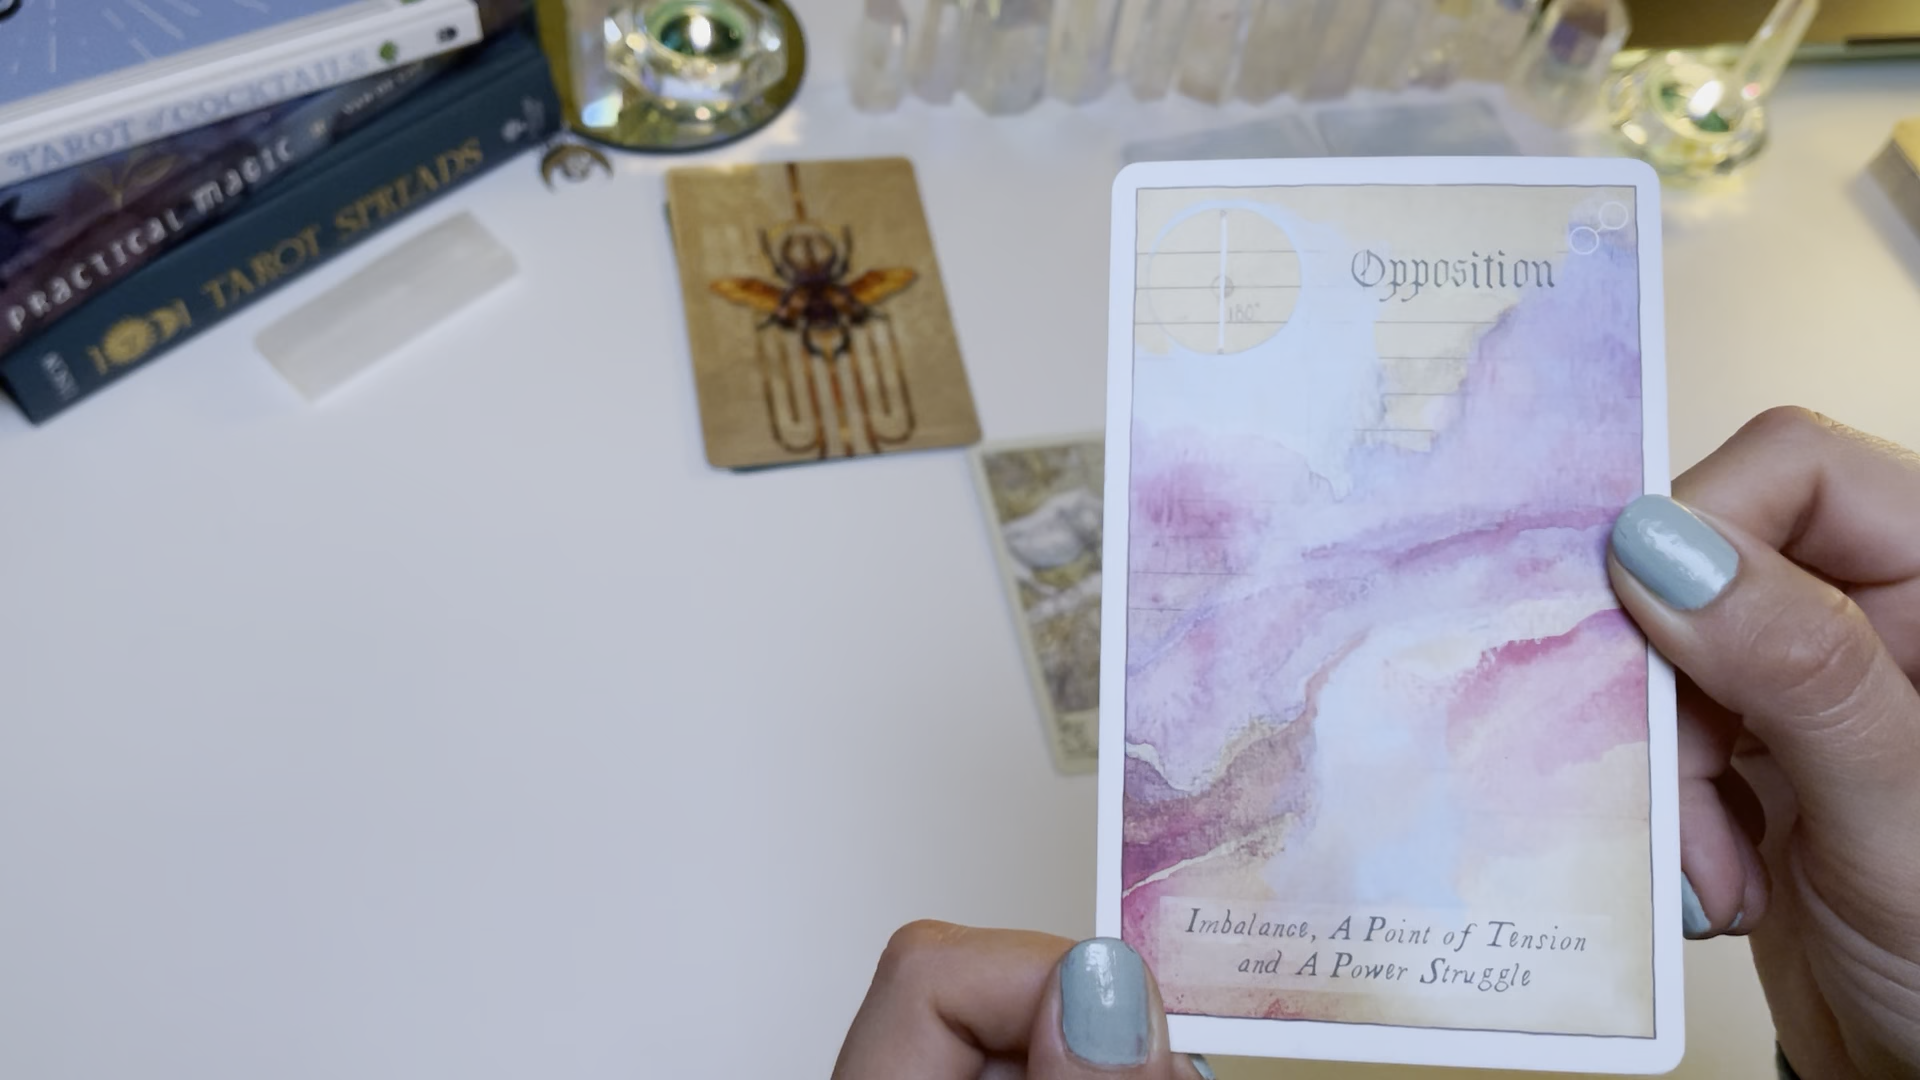 TAROT of COCKTAILS
PRACTICAL MAGIC
TAROT SPREADS
Opposition
180°
Imbalance, A Point of Tension
and A Power Struggle